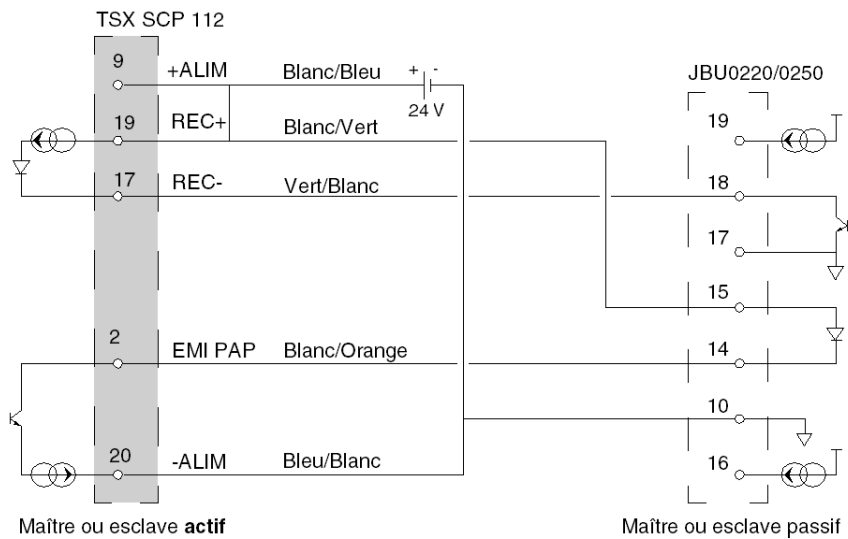 TSX SCP 112
9 +ALIM Blanc/Bleu + - JBU0220/0250
24 V
19 REC+ Blanc/Vert 19
17 REC- Vert/Blanc 18
17
15
2 EMI PAP Blanc/Orange 14
10
20 -ALIM Bleu/Blanc 16
Maître ou esclave actif Maître ou esclave passif